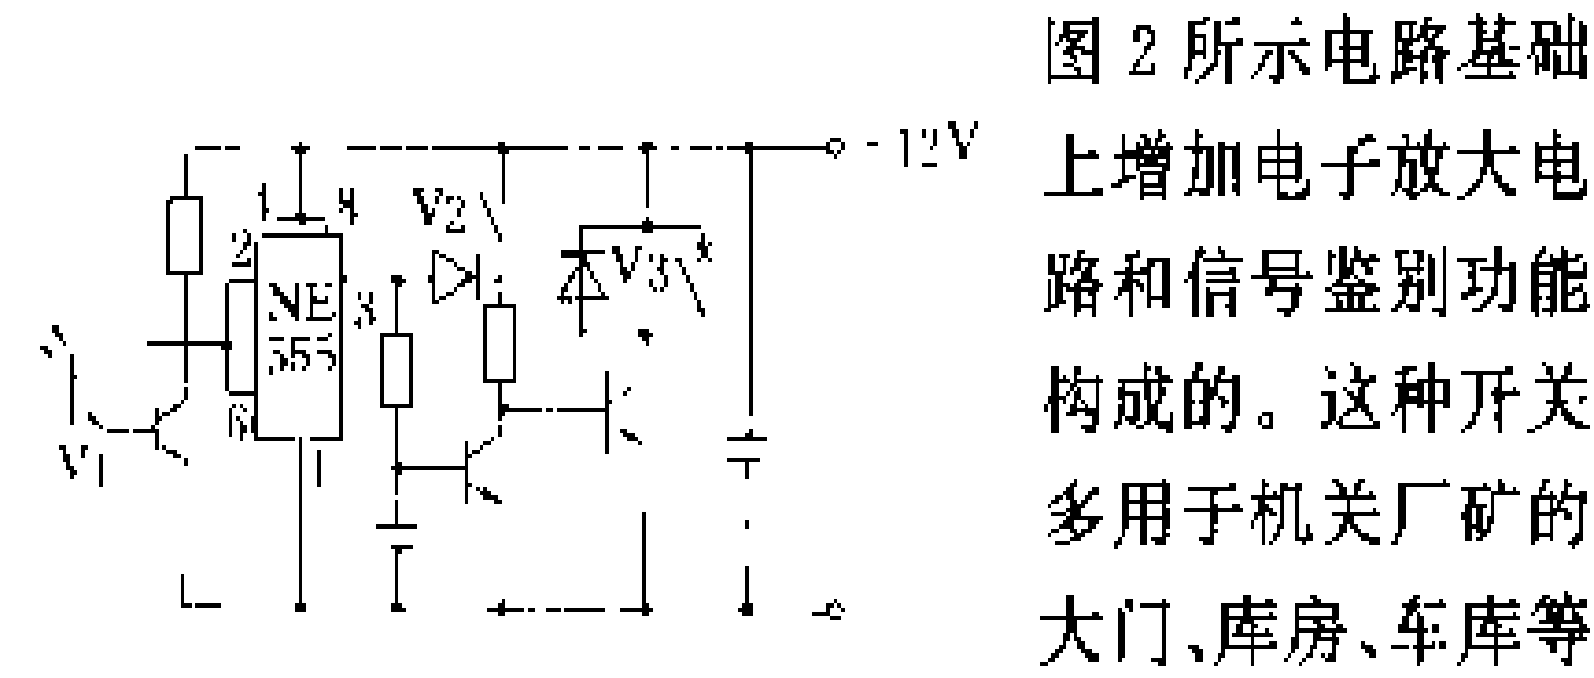 图2所示电路基础
上增加电子放大电
路和信号鉴别功能
构成的。这种开关
多用于机关厂矿的
大门、库房、车库等
-12V
V2
2
V3
NE
3
555
6
V1
1